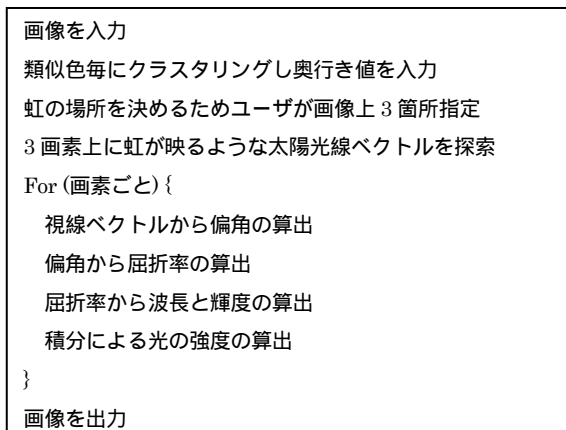 画像を入力
類似色毎にクラスタリングし奥行き値を入力
虹の場所を決めるためユーザが画像上 3 箇所指定
3 画素上に虹が映るような太陽光線ベクトルを探索
For (画素ごと) {
視線ベクトルから偏角の算出
偏角から屈折率の算出
屈折率から波長と輝度の算出
積分による光の強度の算出
}
画像を出力